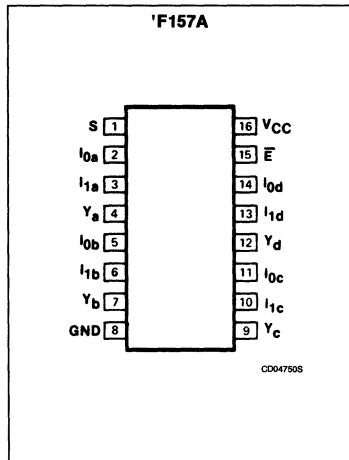 'F157A
S 1 16 VCC
I0a 2 15 E̅
I1a 3 14 I0d
Ya 4 13 I1d
I0b 5 12 Yd
I1b 6 11 I0c
Yb 7 10 I1c
GND 8 9 Yc
CD04750S